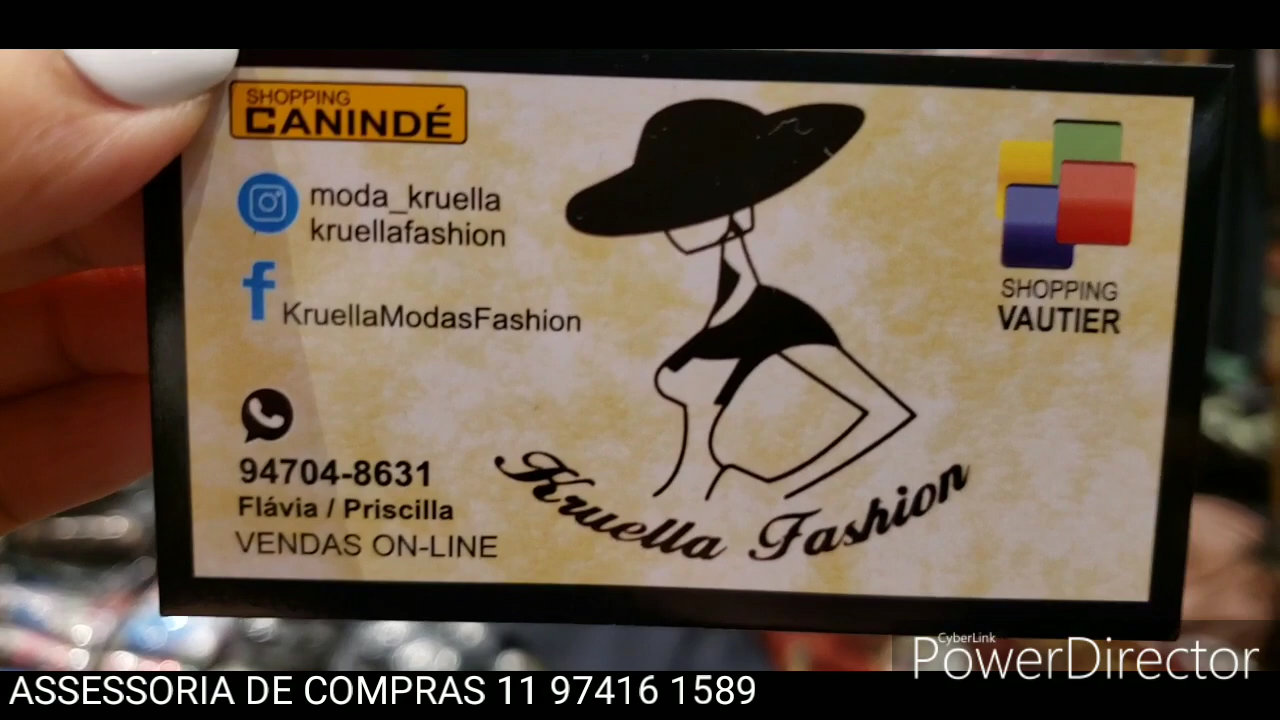 SHOPPING
CANINDÉ
moda_kruella
kruellafashion
KruellaModasFashion
94704-8631
Flávia / Priscilla
VENDAS ON-LINE
Kruella Fashion
SHOPPING
VAUTIER
CyberLink
PowerDirector
ASSESSORIA DE COMPRAS 11 97416 1589